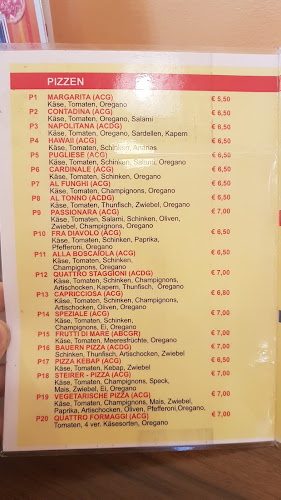 PIZZEN
P1 MARGARITA (ACG) € 5,50
Käse, Tomaten, Oregano
P2 CONTADINA (ACG) € 6,50
Käse, Tomaten, Oregano, Salami
P3 NAPOLITANA (ACDG) € 6,50
Käse, Tomaten, Oregano, Sardellen, Kapern
P4 HAWAII (ACG) € 6,50
Käse, Tomaten, Schinken, Ananas
P5 PUGLIESE (ACG) € 6,50
Käse, Tomaten, Schinken, Salami, Oregano
P6 CARDINALE (ACG) € 6,50
Käse, Tomaten, Schinken, Oregano
P7 AL FUNGHI (ACG) € 6,50
Käse, Tomaten, Champignons, Oregano
P8 AL TONNO (ACDG) € 6,50
Käse, Tomaten, Thunfisch, Zwiebel, Oregano
P9 PASSIONARA (ACG) € 7,00
Käse, Tomaten, Salami, Schinken, Oliven,
Zwiebel, Champignons, Oregano
P10 FRA DIAVOLO (ACG) € 6,50
Käse, Tomaten, Schinken, Paprika,
Pfefferoni, Oregano
P11 ALLA BOSCAIOLA (ACG) € 6,50
Käse, Tomaten, Schinken,
Champignons, Oregano
P12 QUATTRO STAGGIONI (ACDG) € 7,00
Käse, Tomaten, Schinken, Champignons,
Artischocken, Kapern, Thunfisch, Oregano
P13 CAPRICCIOSA (ACG) € 6,80
Käse, Tomaten, Schinken, Champignons,
Artischocken, Oliven, Oregano
P14 SPEZIALE (ACG) € 7,00
Käse, Tomaten, Schinken,
Champignons, Ei, Oregano
P15 FRUTTI DI MARE (ABCGR) € 7,00
Käse, Tomaten, Meeresfrüchte, Oregano
P16 BAUERN PIZZA (ACDG) € 7,00
Schinken, Thunfisch, Artischocken, Zwiebel
P17 PIZZA KEBAP (ACG) € 6,50
Käse, Tomaten, Kebap, Zwiebel
P18 STEIRER - PIZZA (ACG) € 7,00
Käse, Tomaten, Champignons, Speck,
Mais, Zwiebel, Ei, Oregano
P19 VEGETARISCHE PIZZA (ACG) € 7,00
Käse, Tomaten, Champignons, Mais, Zwiebel,
Paprika, Artischocken, Oliven, Pfefferoni,Oregano,
P20 QUATTRO FORMAGGI (ACG) € 7,00
Tomaten, 4 ver. Käsesorten, Oregano